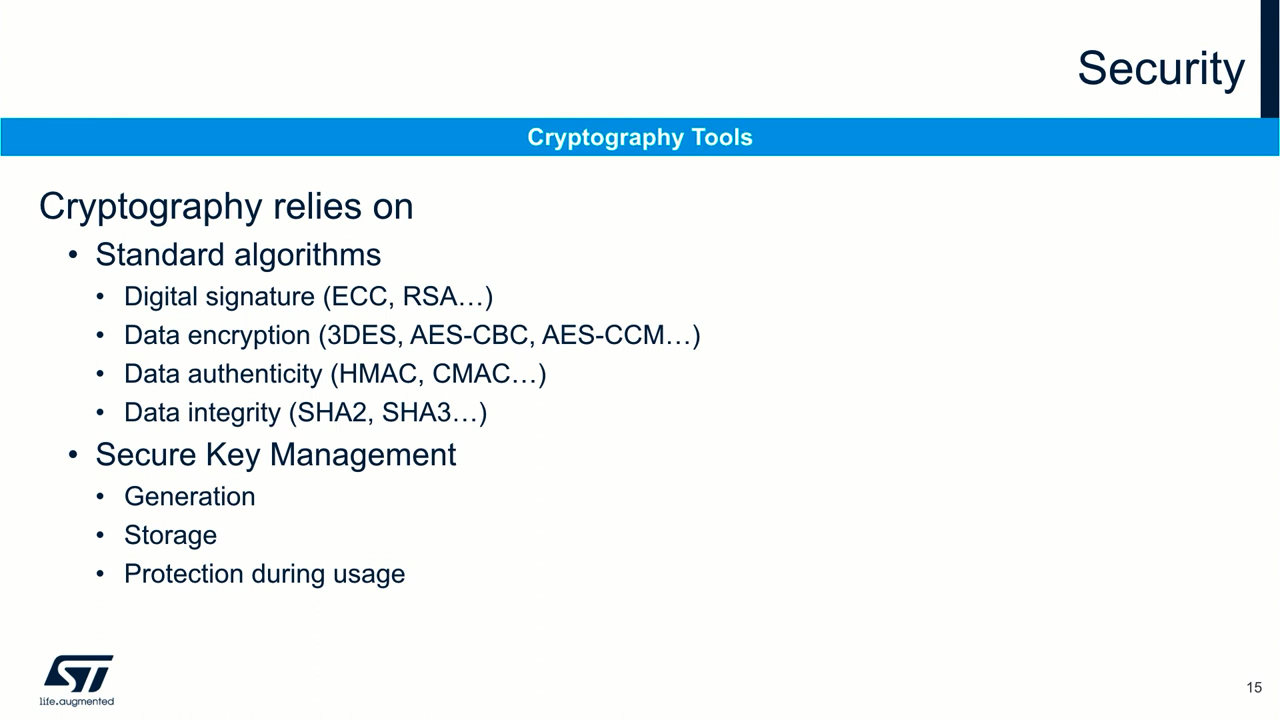 Security
Cryptography Tools
Cryptography relies on
• Standard algorithms
• Digital signature (ECC, RSA…)
• Data encryption (3DES, AES-CBC, AES-CCM…)
• Data authenticity (HMAC, CMAC…)
• Data integrity (SHA2, SHA3…)
• Secure Key Management
• Generation
• Storage
• Protection during usage
ST
life.augmented
15